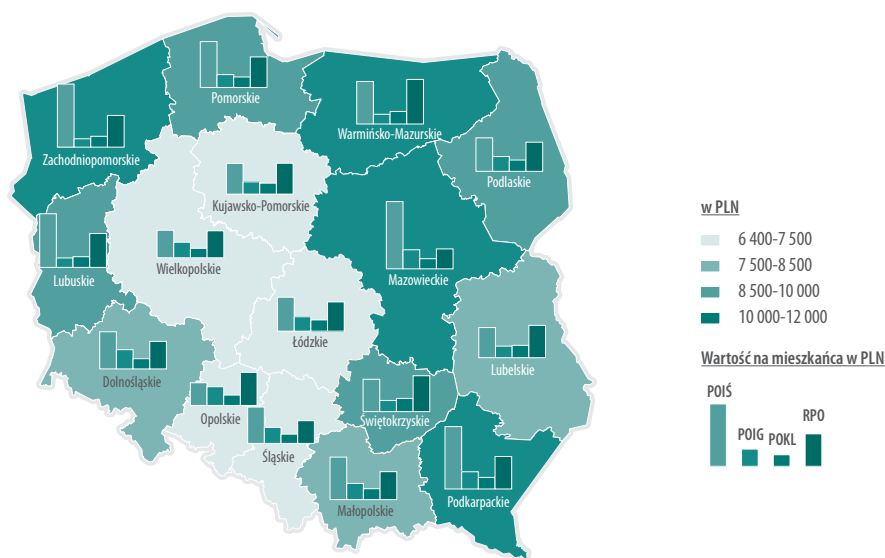 Pomorskie
Warmińsko-Mazurskie
Zachodniopomorskie
Podlaskie
Kujawsko-Pomorskie
Wielkopolskie
Lubuskie
Mazowieckie
Łódzkie
Lubelskie
Dolnośląskie
Opolskie
Świętokrzyskie
Śląskie
Małopolskie
Podkarpackie
w PLN
6 400-7 500
7 500-8 500
8 500-10 000
10 000-12 000
Wartość na mieszkańca w PLN
POIŚ
POIG
POKL
RPO